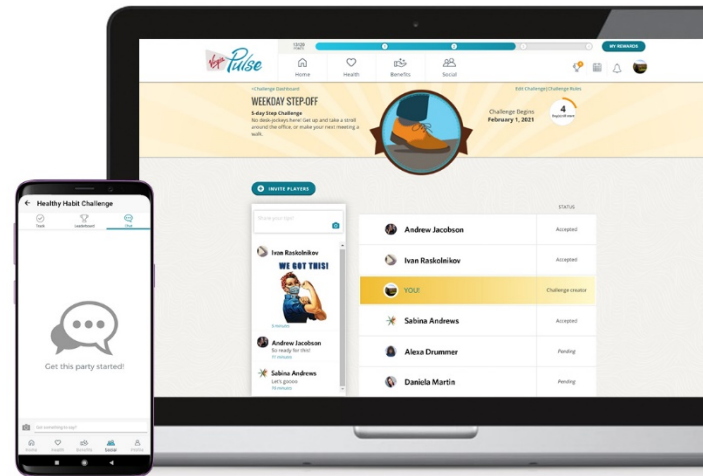 Virgin Pulse
MY REWARDS
Home
Health
Benefits
Social
<Challenge Dashboard
Edit Challenge|Challenge Rules
WEEKDAY STEP-OFF
5-day Step Challenge
No desk-jockeys here! Get up and take a stroll
around the office, or make your next meeting a
walk.
Challenge Begins
February 1, 2021
4
INVITE PLAYERS
STATUS
Ivan Raskolnikov
WE GOT THIS!
Andrew Jacobson
So ready for this!
Sabina Andrews
Let's goooo
Andrew Jacobson
Accepted
Ivan Raskolnikov
Accepted
YOU!
Challenge creator
Sabina Andrews
Accepted
Alexa Drummer
Pending
Daniela Martin
Pending
Healthy Habit Challenge
Track
Leaderboard
Chat
Get this party started!
Got something to say?
Home
Health
Benefits
Social
Profile